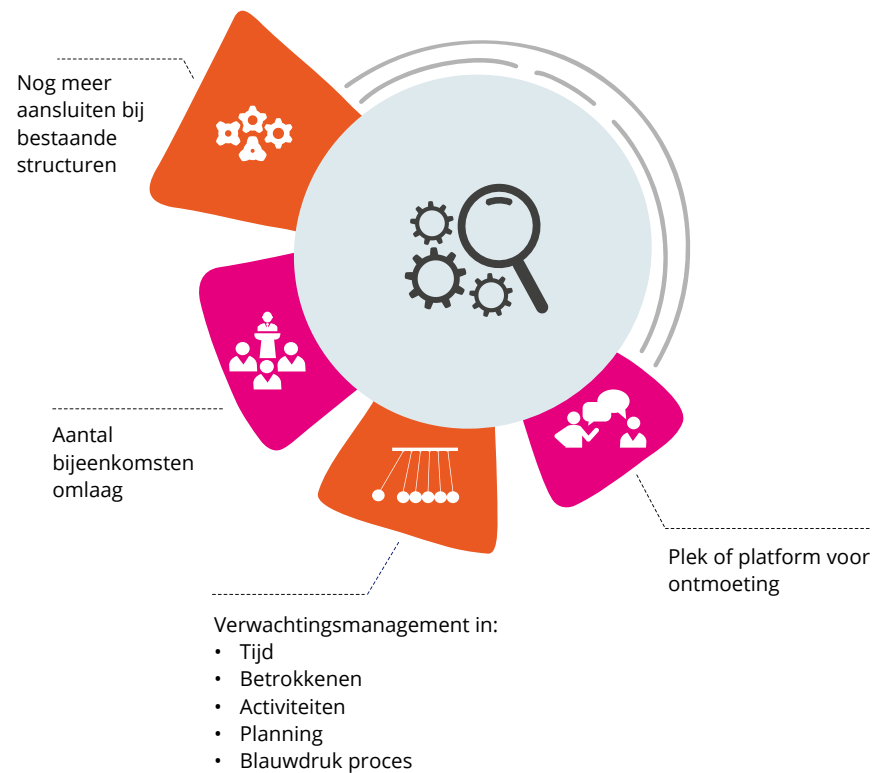 Nog meer
aansluiten bij
bestaande
structuren
Aantal
bijeenkomsten
omlaag
Verwachtingsmanagement in:
• Tijd
• Betrokkenen
• Activiteiten
• Planning
• Blauwdruk proces
Plek of platform voor
ontmoeting